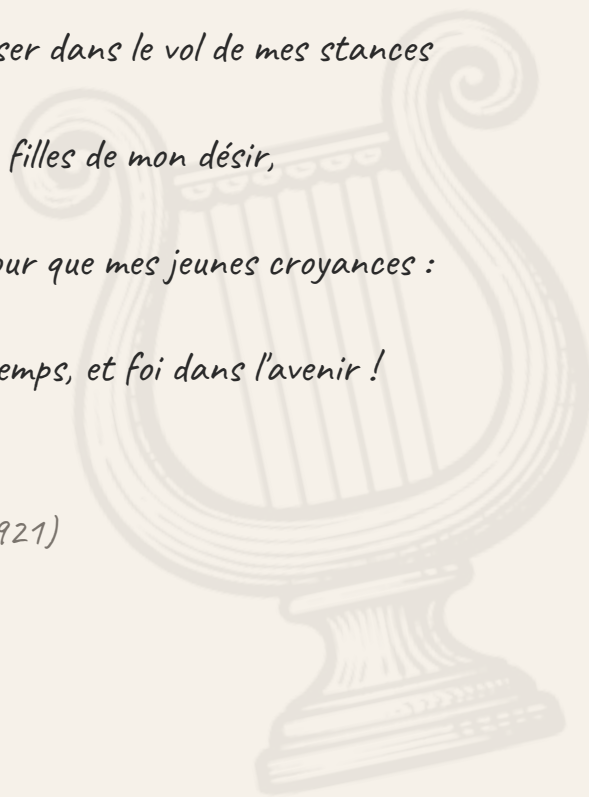 ser dans le vol de mes stances
filles de mon désir,
our que mes jeunes croyances :
emps, et foi dans l'avenir !
921)